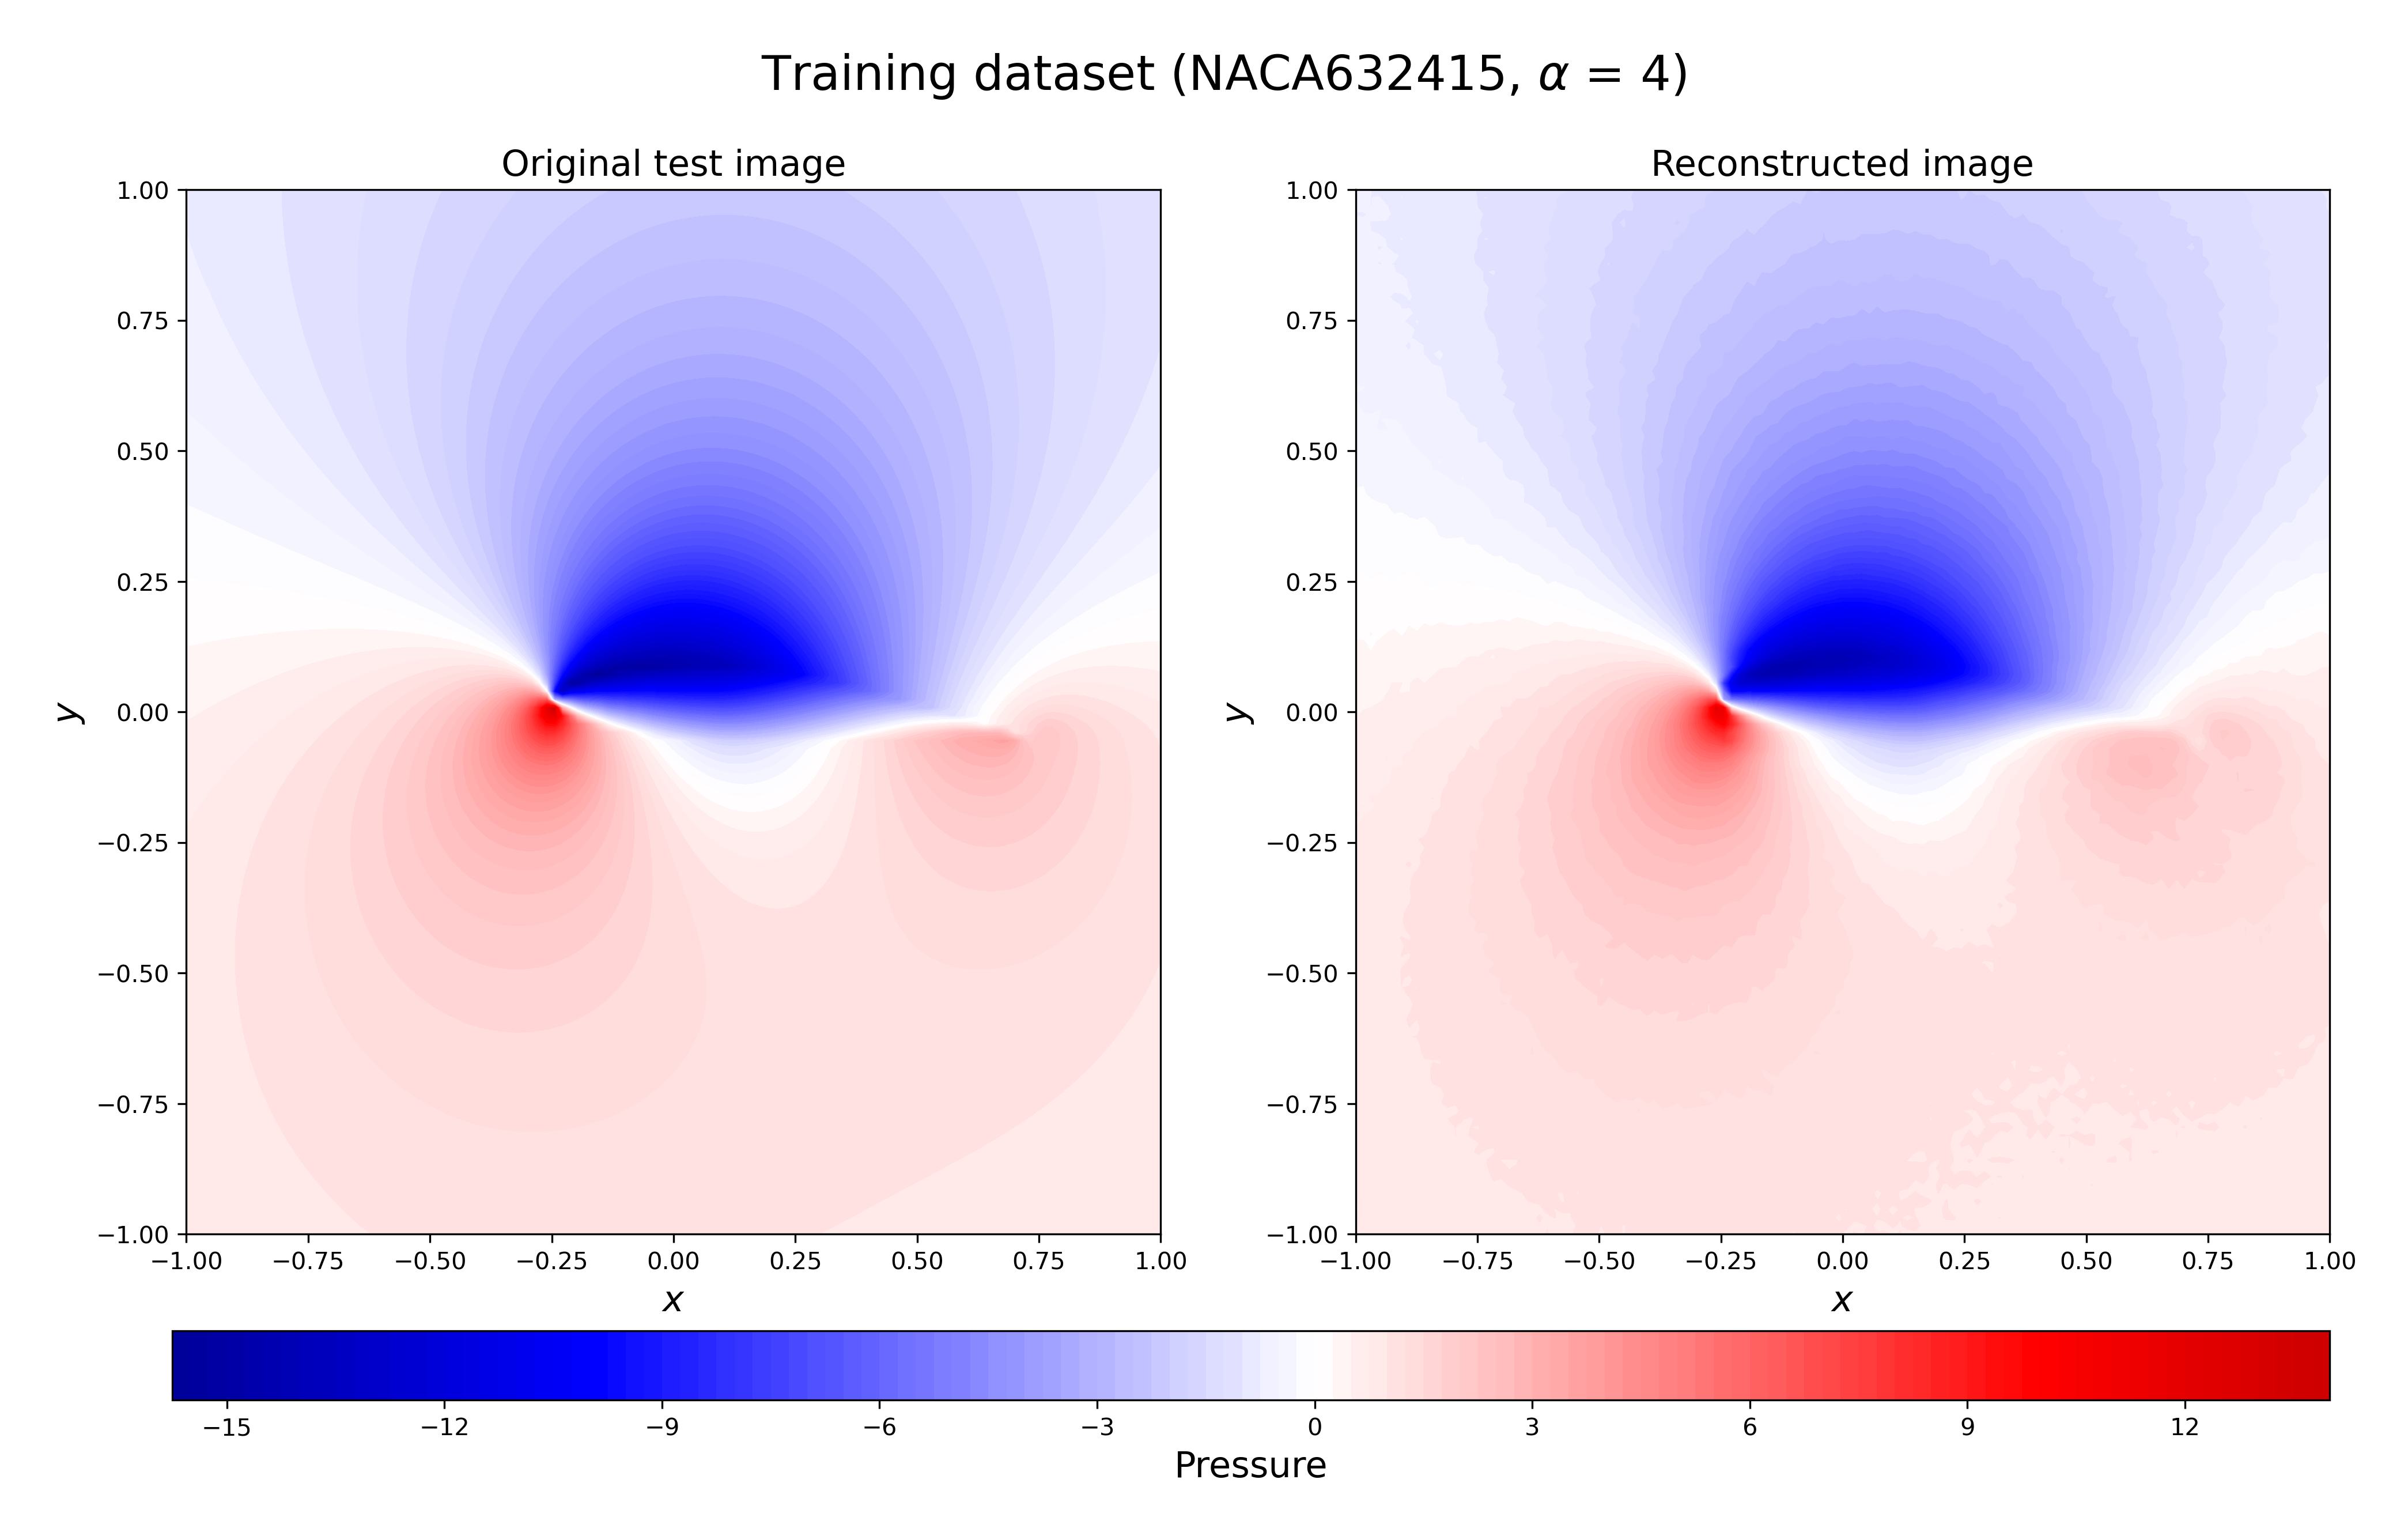 Training dataset (NACA632415, α = 4)
Original test image
Reconstructed image
1.00
0.75
0.50
0.25
0.00
−0.25
−0.50
−0.75
−1.00
y
−1.00 −0.75 −0.50 −0.25 0.00 0.25 0.50 0.75 1.00
x
1.00
0.75
0.50
0.25
0.00
−0.25
−0.50
−0.75
−1.00
y
−1.00 −0.75 −0.50 −0.25 0.00 0.25 0.50 0.75 1.00
x
−15 −12 −9 −6 −3 0 3 6 9 12
Pressure